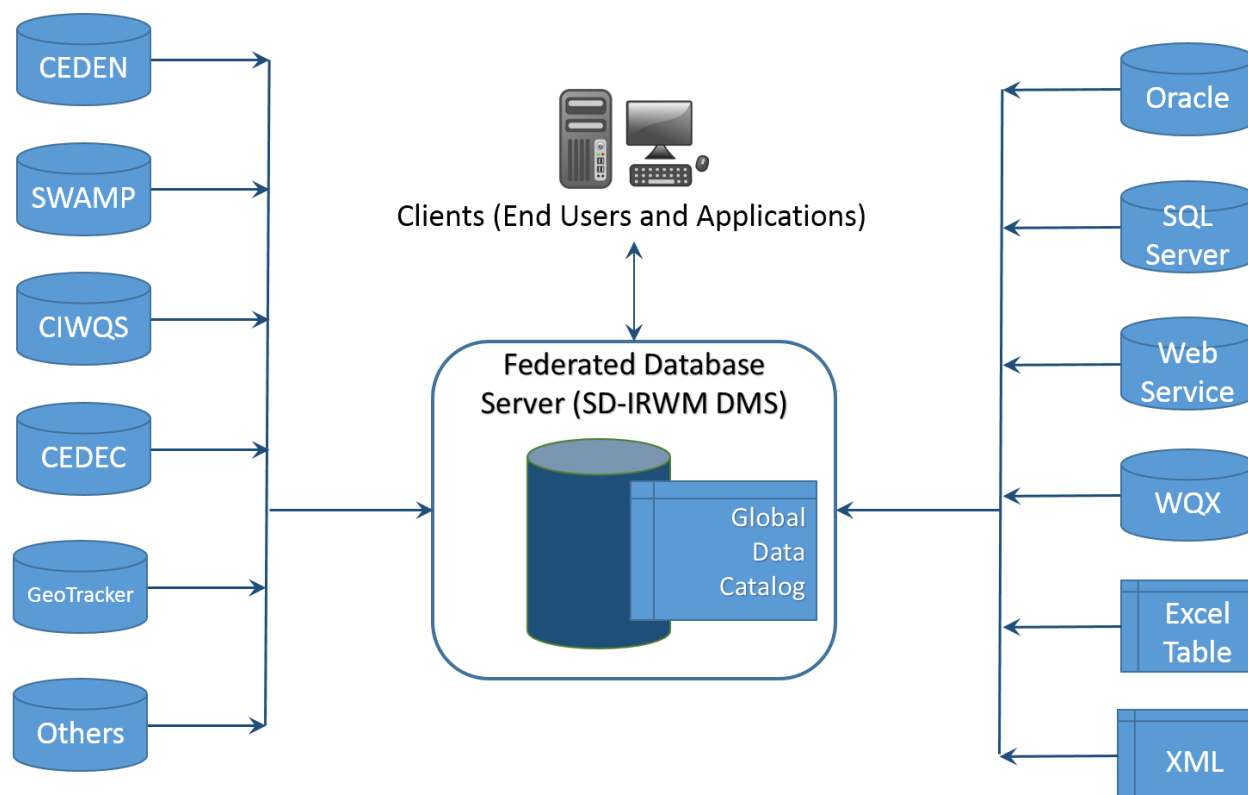 CEDEN
SWAMP
CIWQS
CEDEC
GeoTracker
Others
Clients (End Users and Applications)
Federated Database
Server (SD-IRWM DMS)
Global
Data
Catalog
Oracle
SQL
Server
Web
Service
WQX
Excel
Table
XML